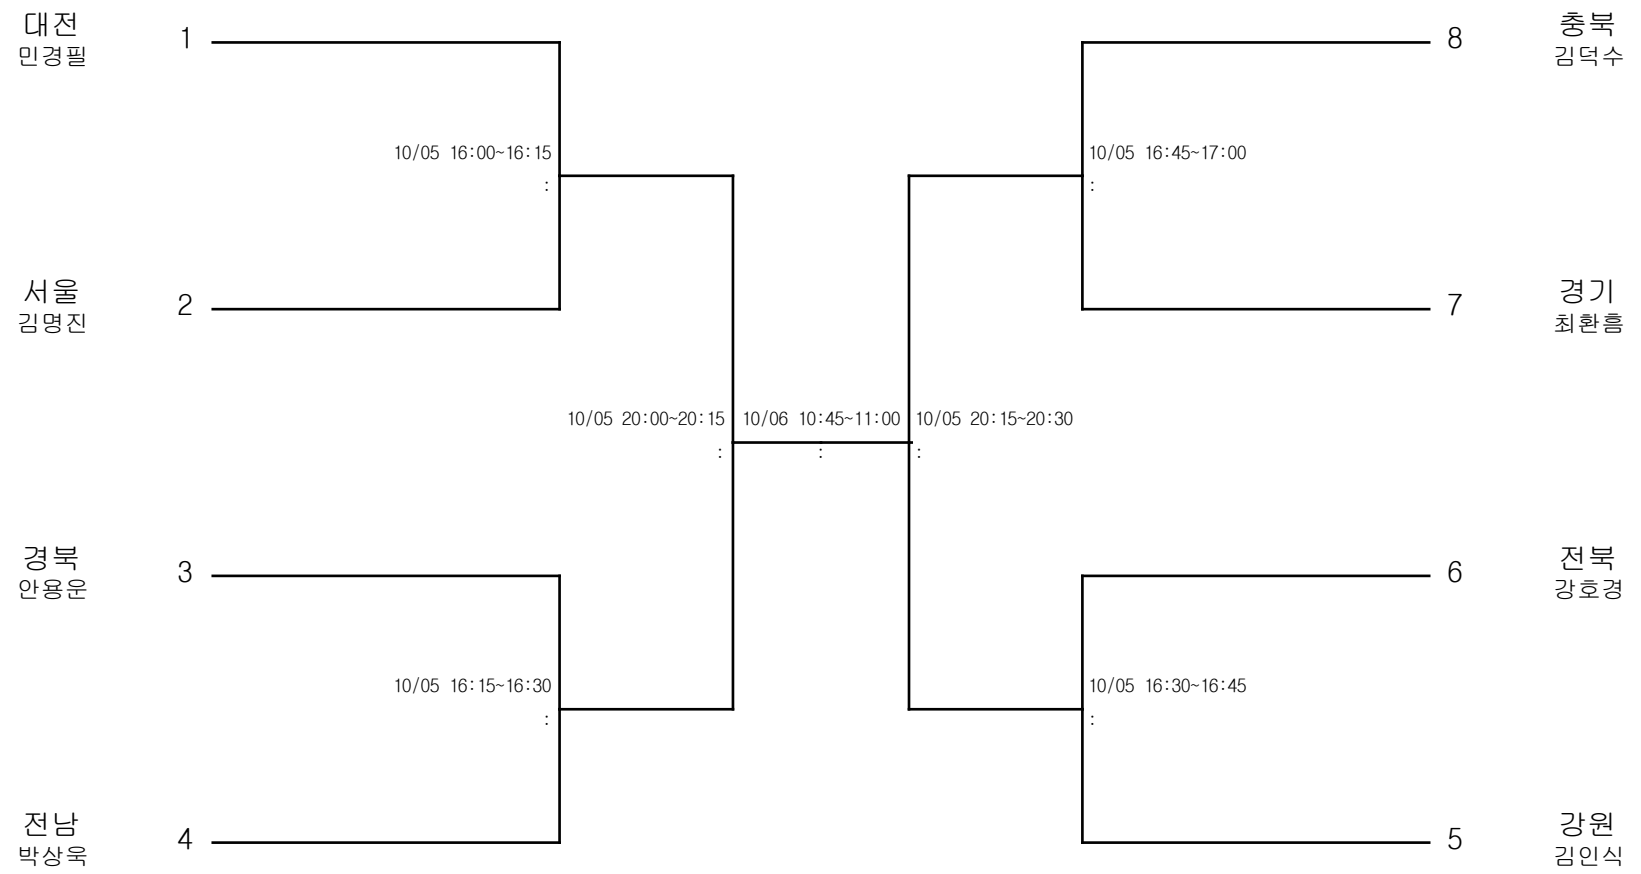 대전
민경필
1
8
충북
김덕수
10/05 16:00~16:15
:
10/05 16:45~17:00
:
서울
김명진
2
7
경기
최환흠
10/05 20:00~20:15
:
10/06 10:45~11:00
:
10/05 20:15~20:30
:
경북
안용운
3
6
전북
강호경
10/05 16:15~16:30
:
10/05 16:30~16:45
:
전남
박상욱
4
5
강원
김인식